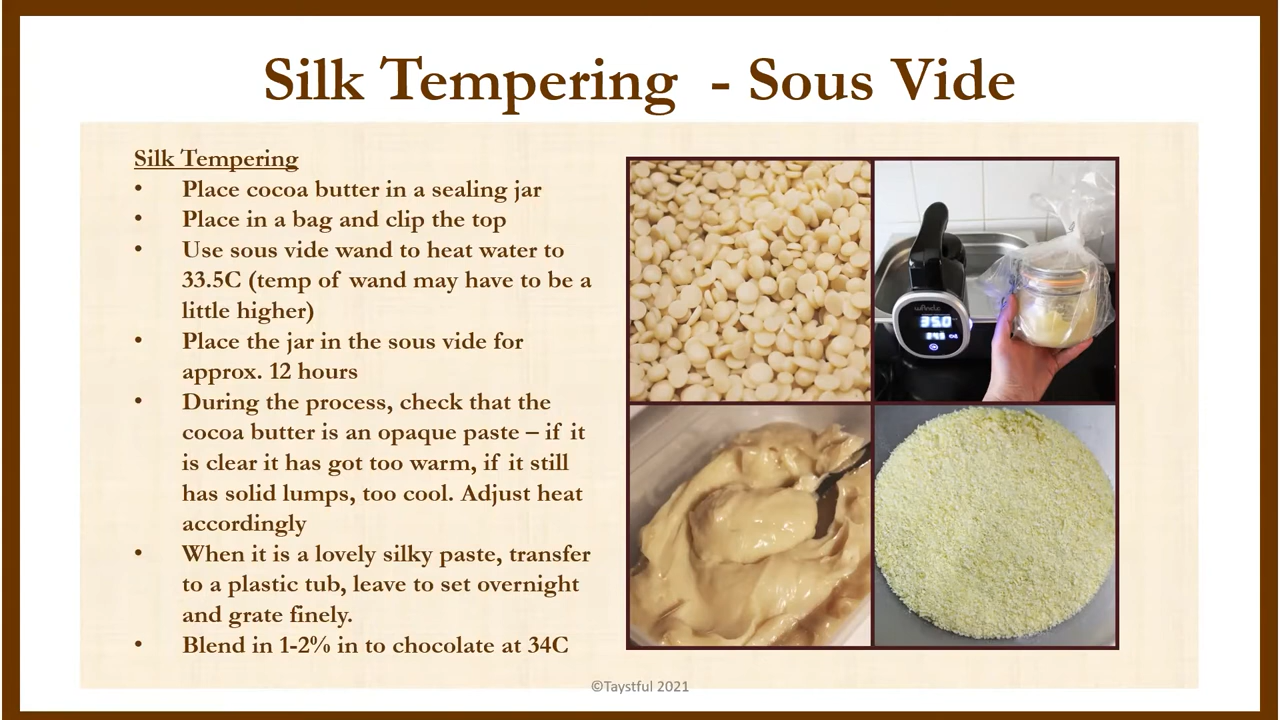 Silk Tempering - Sous Vide
Silk Tempering
• Place cocoa butter in a sealing jar
• Place in a bag and clip the top
• Use sous vide wand to heat water to
33.5C (temp of wand may have to be a
little higher)
• Place the jar in the sous vide for
approx. 12 hours
• During the process, check that the
cocoa butter is an opaque paste – if it
is clear it has got too warm, if it still
has solid lumps, too cool. Adjust heat
accordingly
• When it is a lovely silky paste, transfer
to a plastic tub, leave to set overnight
and grate finely.
• Blend in 1-2% in to chocolate at 34C
35.0
©Taystful 2021